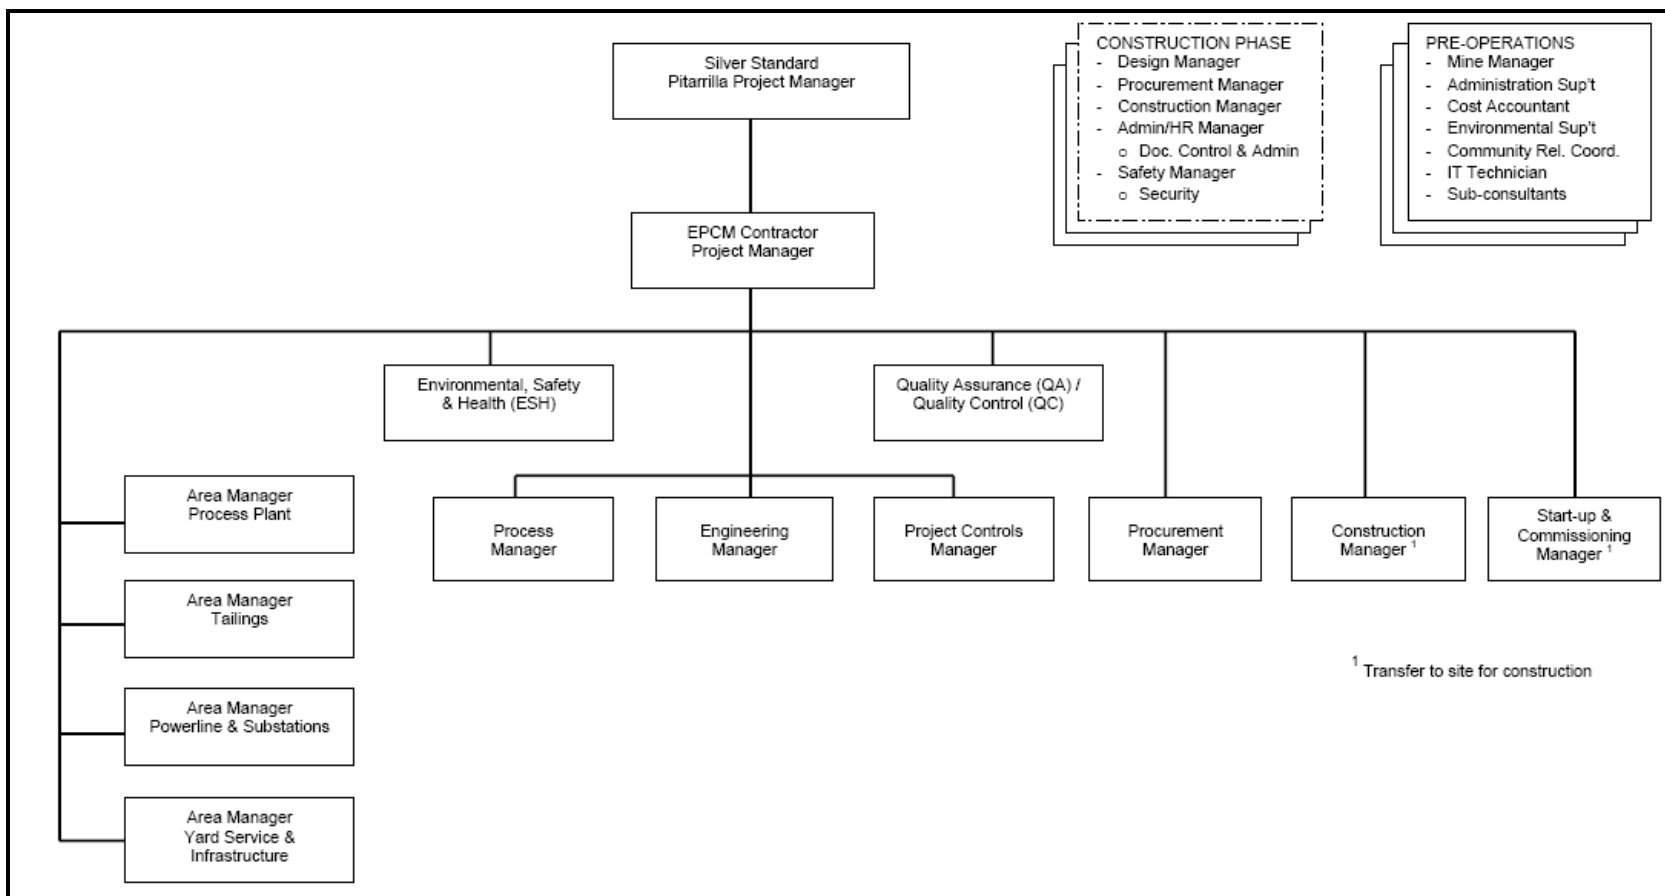 Silver Standard
Pitarrilla Project Manager
CONSTRUCTION PHASE
- Design Manager
- Procurement Manager
- Construction Manager
- Admin/HR Manager
o Doc. Control & Admin
- Safety Manager
o Security
PRE-OPERATIONS
- Mine Manager
- Administration Sup't
- Cost Accountant
- Environmental Sup't
- Community Rel. Coord.
- IT Technician
- Sub-consultants
EPCM Contractor
Project Manager
Environmental, Safety
& Health (ESH)
Quality Assurance (QA) /
Quality Control (QC)
Area Manager
Process Plant
Process
Manager
Engineering
Manager
Project Controls
Manager
Procurement
Manager
Construction
Manager 1
Start-up &
Commissioning
Manager 1
Area Manager
Tailings
1 Transfer to site for construction
Area Manager
Powerline & Substations
Area Manager
Yard Service &
Infrastructure